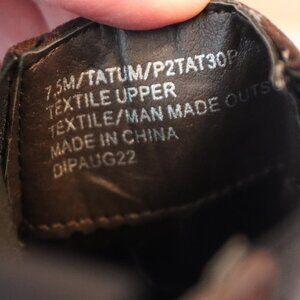 7.5M/TATUM/P2TAT30P
TEXTILE UPPER
TEXTILE/MAN MADE OUTS
MADE IN CHINA
DIPAUG22